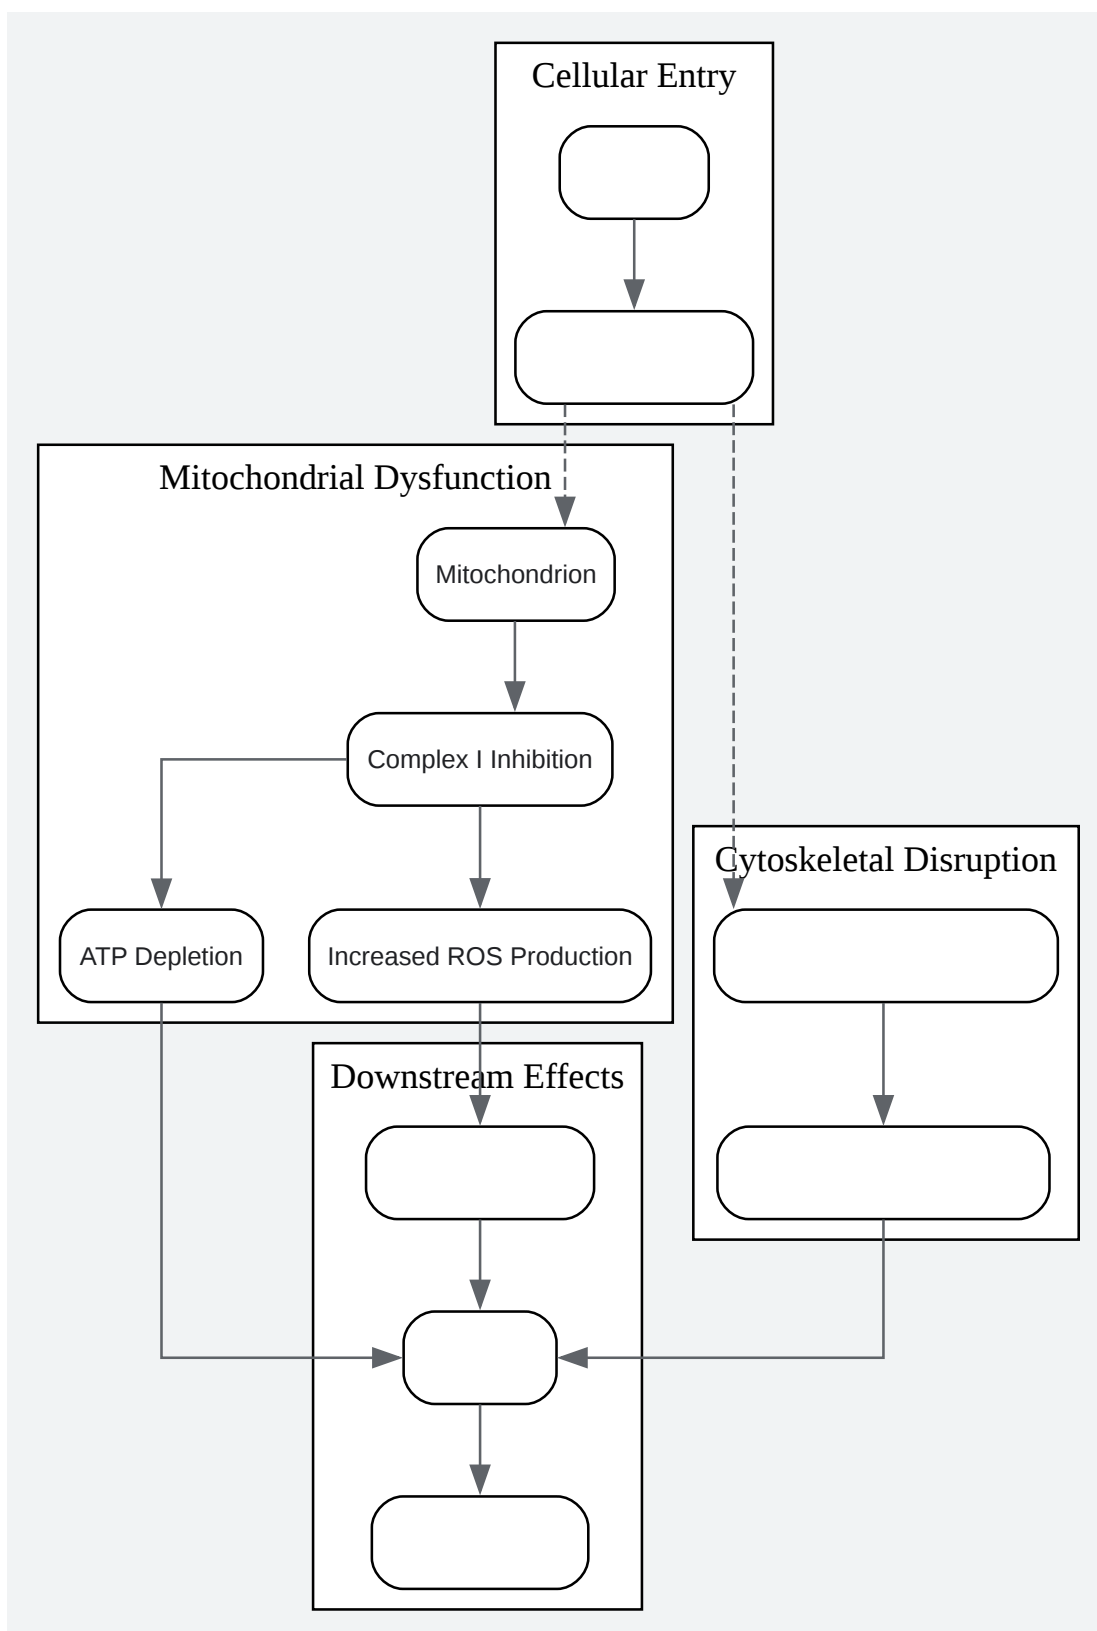 Cellular Entry
Mitochondrial Dysfunction
Mitochondrion
Complex I Inhibition
Cytoskeletal Disruption
ATP Depletion
Increased ROS Production
Downstream Effects